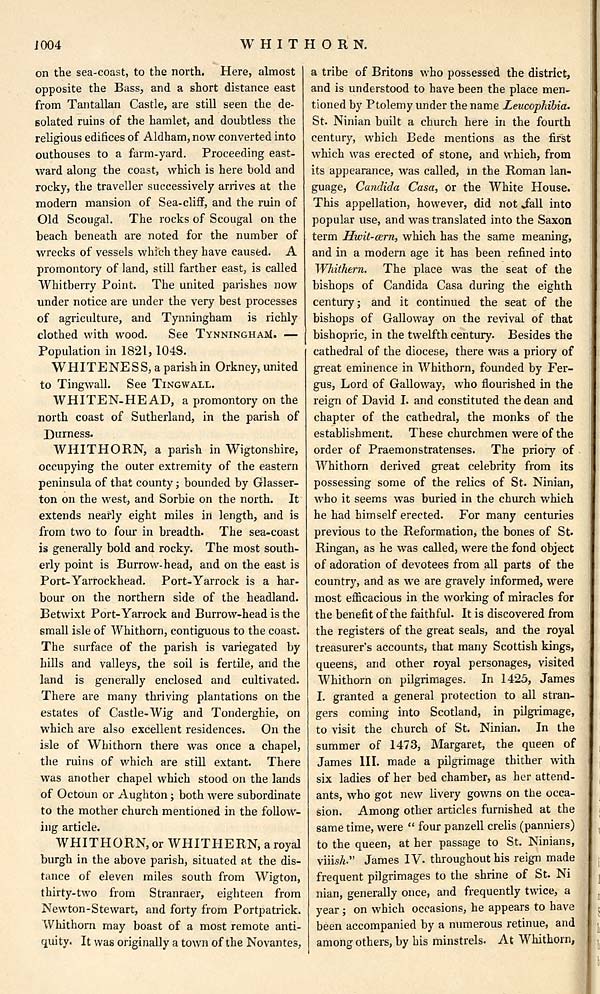 1004
WHITHORN.
on the sea-coast, to the north. Here, almost
opposite the Bass, and a short distance east
from Tantallan Castle, are still seen the de-
solated ruins of the hamlet, and doubtless the
religious edifices of Aldham, now converted into
outhouses to a farm-yard. Proceeding east-
ward along the coast, which is here bold and
rocky, the traveller successively arrives at the
modern mansion of Sea-cliff, and the ruin of
Old Scougal. The rocks of Scougal on the
beach beneath are noted for the number of
wrecks of vessels which they have caused. A
promontory of land, still farther east, is called
Whitberry Point. The united parishes now
under notice are under the very best processes
of agriculture, and Tynningham is richly
clothed with wood. See TYNNINGHAM. —
Population in 1821, 1048.
WHITENESS, a parish in Orkney, united
to Tingwall. See TINGWALL.
WHITEN-HEAD, a promontory on the
north coast of Sutherland, in the parish of
Durness.
WHITHORN, a parish in Wigtonshire,
occupying the outer extremity of the eastern
peninsula of that county; bounded by Glasser-
ton on the west, and Sorbie on the north. It
extends nearly eight miles in length, and is
from two to four in breadth. The sea-coast
is generally bold and rocky. The most south-
erly point is Burrow-head, and on the east is
Port-Yarrockhead. Port-Yarrock is a har-
bour on the northern side of the headland.
Betwixt Port-Yarrock and Burrow-head is the
small isle of Whithorn, contiguous to the coast.
The surface of the parish is variegated by
hills and valleys, the soil is fertile, and the
land is generally enclosed and cultivated.
There are many thriving plantations on the
estates of Castle-Wig and Tonderghie, on
which are also excellent residences. On the
isle of Whithorn there was once a chapel,
the ruins of which are still extant. There
was another chapel which stood on the lands
of Octoun or Aughton; both were subordinate
to the mother church mentioned in the follow-
ing article.
WHITHORN, or WHITHERN, a royal
burgh in the above parish, situated at the dis-
tance of eleven miles south from Wigton,
thirty-two from Stranraer, eighteen from
Newton-Stewart, and forty from Portpatrick.
Whithorn may boast of a most remote anti-
quity. It was originally a town of the Novantes,
a tribe of Britons who possessed the district,
and is understood to have been the place men-
tioned by Ptolemy under the name Leucophibia.
St. Ninian built a church here in the fourth
century, which Bede mentions as the first
which was erected of stone, and which, from
its appearance, was called, in the Roman lan-
guage, Candida Casa, or the White House.
This appellation, however, did not fall into
popular use, and was translated into the Saxon
term Hwit-œrn, which has the same meaning,
and in a modern age it has been refined into
Whithern. The place was the seat of the
bishops of Candida Casa during the eighth
century; and it continued the seat of the
bishops of Galloway on the revival of that
bishopric, in the twelfth century. Besides the
cathedral of the diocese, there was a priory of
great eminence in Whithorn, founded by Fer-
gus, Lord of Galloway, who flourished in the
reign of David I. and constituted the dean and
chapter of the cathedral, the monks of the
establishment. These churchmen were of the
order of Praemonstratenses. The priory of
Whithorn derived great celebrity from its
possessing some of the relics of St. Ninian,
who it seems was buried in the church which
he had himself erected. For many centuries
previous to the Reformation, the bones of St.
Ringan, as he was called, were the fond object
of adoration of devotees from all parts of the
country, and as we are gravely informed, were
most efficacious in the working of miracles for
the benefit of the faithful. It is discovered from
the registers of the great seals, and the royal
treasurer's accounts, that many Scottish kings,
queens, and other royal personages, visited
Whithorn on pilgrimages. In 1425, James
I. granted a general protection to all stran-
gers coming into Scotland, in pilgrimage,
to visit the church of St. Ninian. In the
summer of 1473, Margaret, the queen of
James III. made a pilgrimage thither with
six ladies of her bed chamber, as her attend-
ants, who got new livery gowns on the occa-
sion. Among other articles furnished at the
same time, were “ four panzell crelis (panniers)
to the queen, at her passage to St. Ninians,
viiish.” James IV. throughout his reign made
frequent pilgrimages to the shrine of St. Ni
nian, generally once, and frequently twice, a
year; on which occasions, he appears to have
been accompanied by a numerous retinue, and
among others, by his minstrels. At Whithorn,